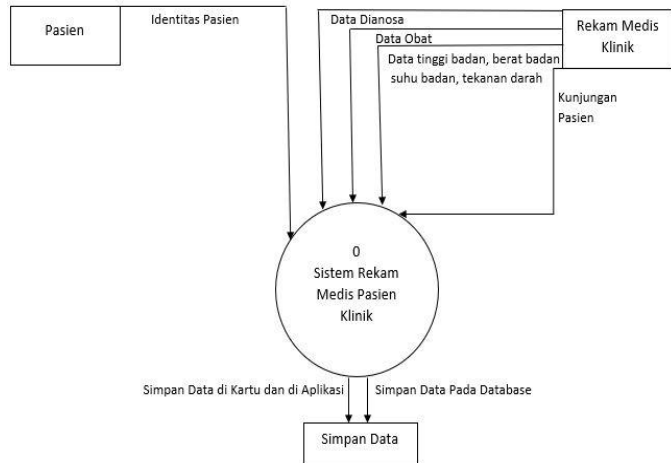 Pasien
Identitas Pasien
Data Dianosa
Data Obat
Data tinggi badan, berat badan
suhu badan, tekanan darah
Rekam Medis
Klinik
Kunjungan
Pasien
0
Sistem Rekam
Medis Pasien
Klinik
Simpan Data di Kartu dan di Aplikasi
Simpan Data Pada Database
Simpan Data